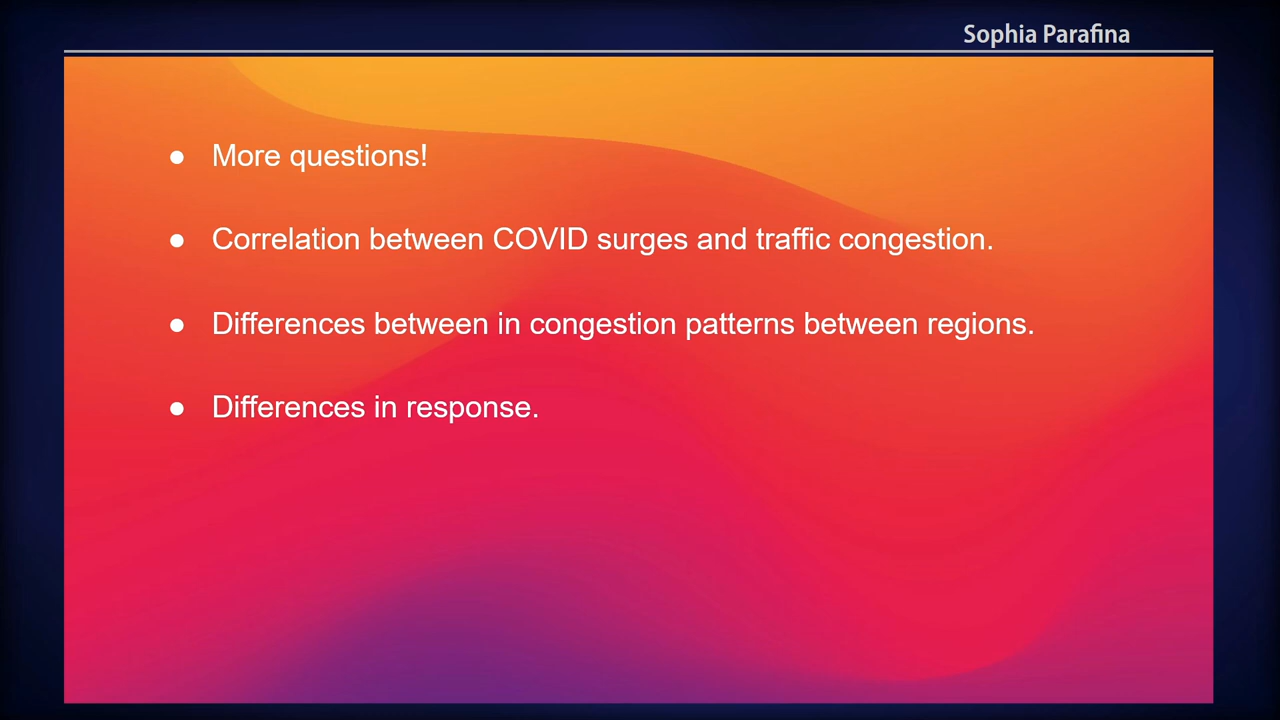 Sophia Parafina
● More questions!
● Correlation between COVID surges and traffic congestion.
● Differences between in congestion patterns between regions.
● Differences in response.